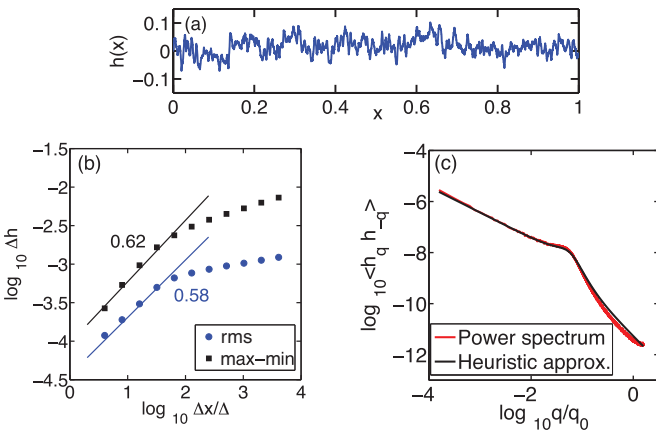 (a)
h(x)
0.1
0
−0.1
0
0.2
0.4
0.6
0.8
1
x
(b)
log 10 Δh
−1.5
−2
−2.5
−3
−3.5
−4
−4.5
0.62
0.58
rms
max−min
0
1
2
3
4
log 10 Δx/Δ
(c)
log 10<hq h−q>
−4
−6
−8
−10
−12
Power spectrum
Heuristic approx.
−4
−2
0
log 10q/q0